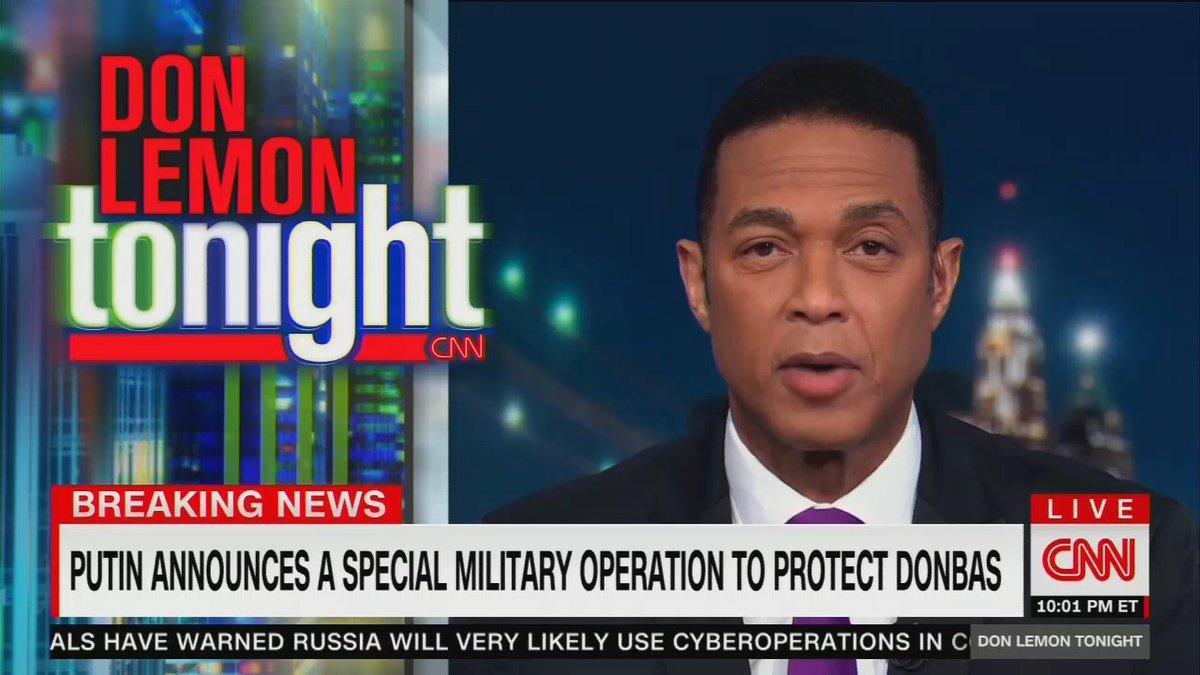 DON
LEMON
tonight
CNN
BREAKING NEWS
PUTIN ANNOUNCES A SPECIAL MILITARY OPERATION TO PROTECT DONBAS
LIVE
CNN
10:01 PM ET
ALS HAVE WARNED RUSSIA WILL VERY LIKELY USE CYBEROPERATIONS IN C
DON LEMON TONIGHT